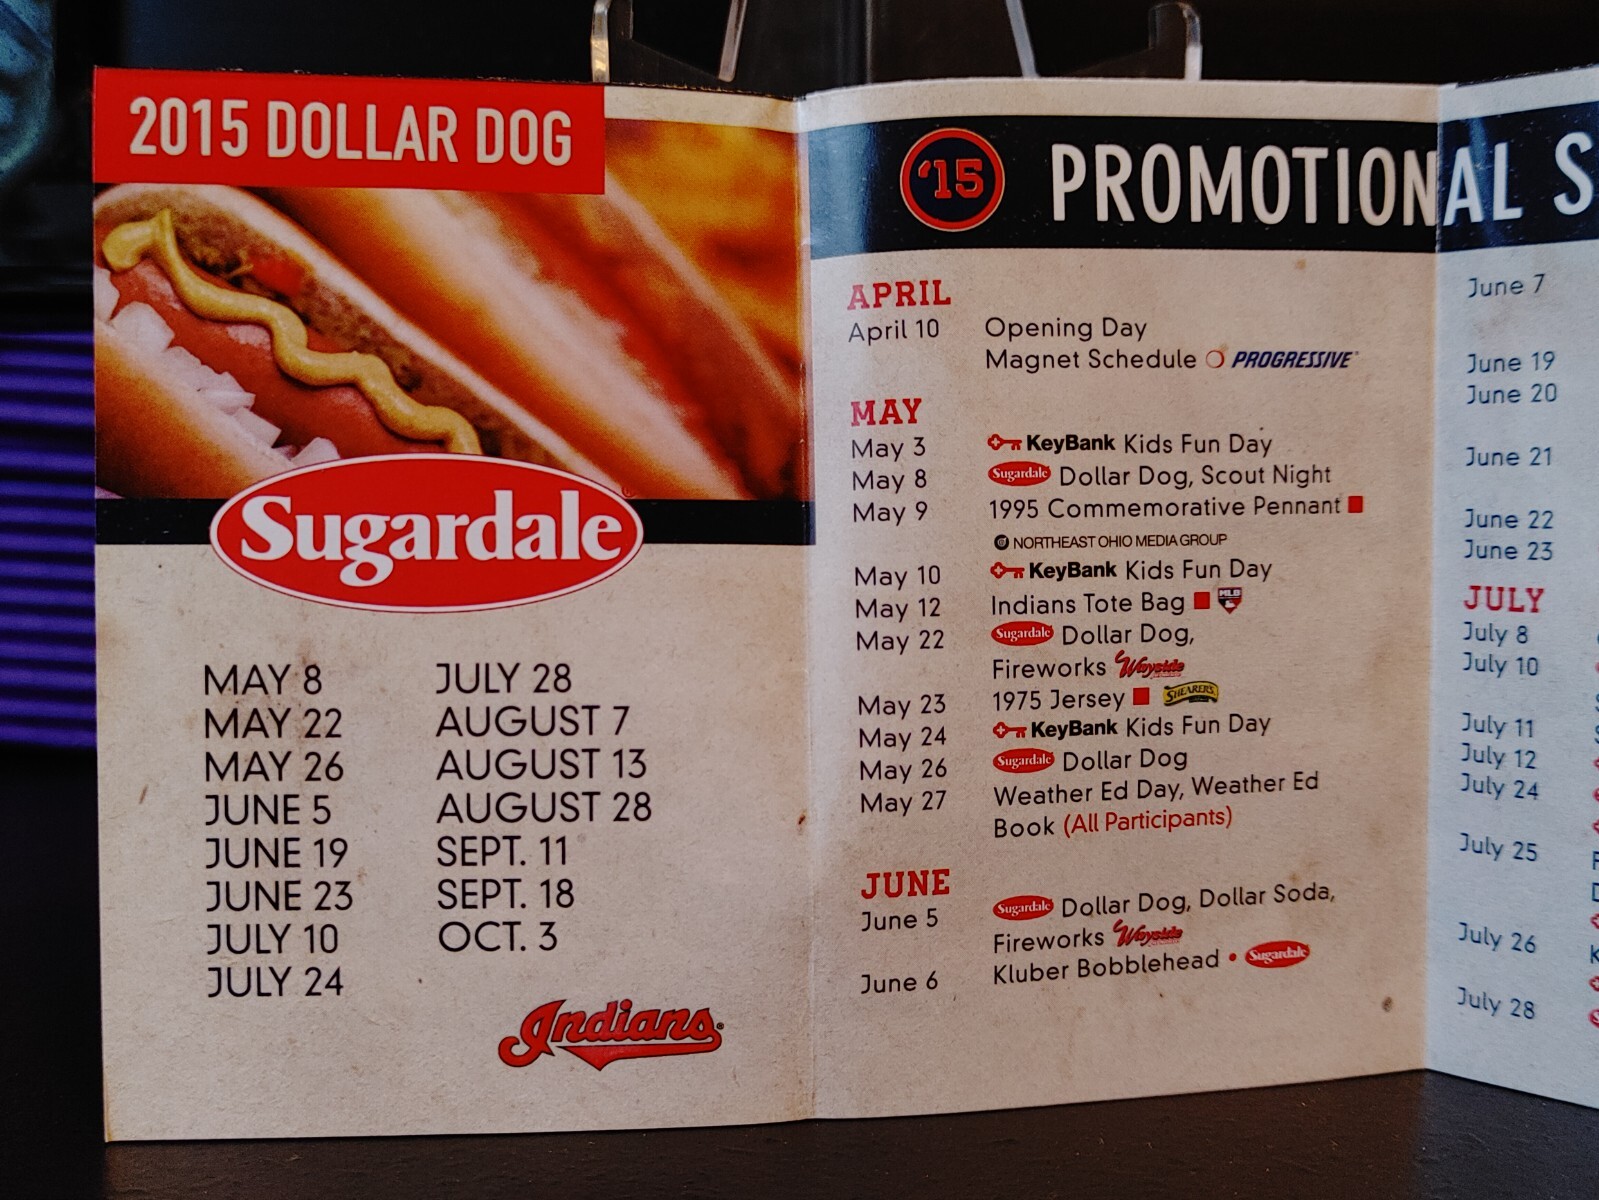 2015 DOLLAR DOG
Sugardale
MAY 8
MAY 22
MAY 26
JUNE 5
JUNE 19
JUNE 23
JULY 10
JULY 24
JULY 28
AUGUST 7
AUGUST 13
AUGUST 28
SEPT. 11
SEPT. 18
OCT. 3
Indians
'15 PROMOTIONAL S
APRIL
April 10 Opening Day
Magnet Schedule PROGRESSIVE
MAY
May 3 KeyBank Kids Fun Day
May 8 Sugardale Dollar Dog, Scout Night
May 9 1995 Commemorative Pennant
NORTHEAST OHIO MEDIA GROUP
May 10 KeyBank Kids Fun Day
May 12 Indians Tote Bag MLB
May 22 Sugardale Dollar Dog,
Fireworks Wayside
May 23 1975 Jersey SHEARER'S
May 24 KeyBank Kids Fun Day
May 26 Sugardale Dollar Dog
May 27 Weather Ed Day, Weather Ed
Book (All Participants)
JUNE
June 5 Sugardale Dollar Dog, Dollar Soda,
Fireworks Wayside
June 6 Kluber Bobblehead • Sugardale
June 7
June 19
June 20
June 21
June 22
June 23
JULY
July 8
July 10
July 11
July 12
July 24
July 25
July 26
July 28